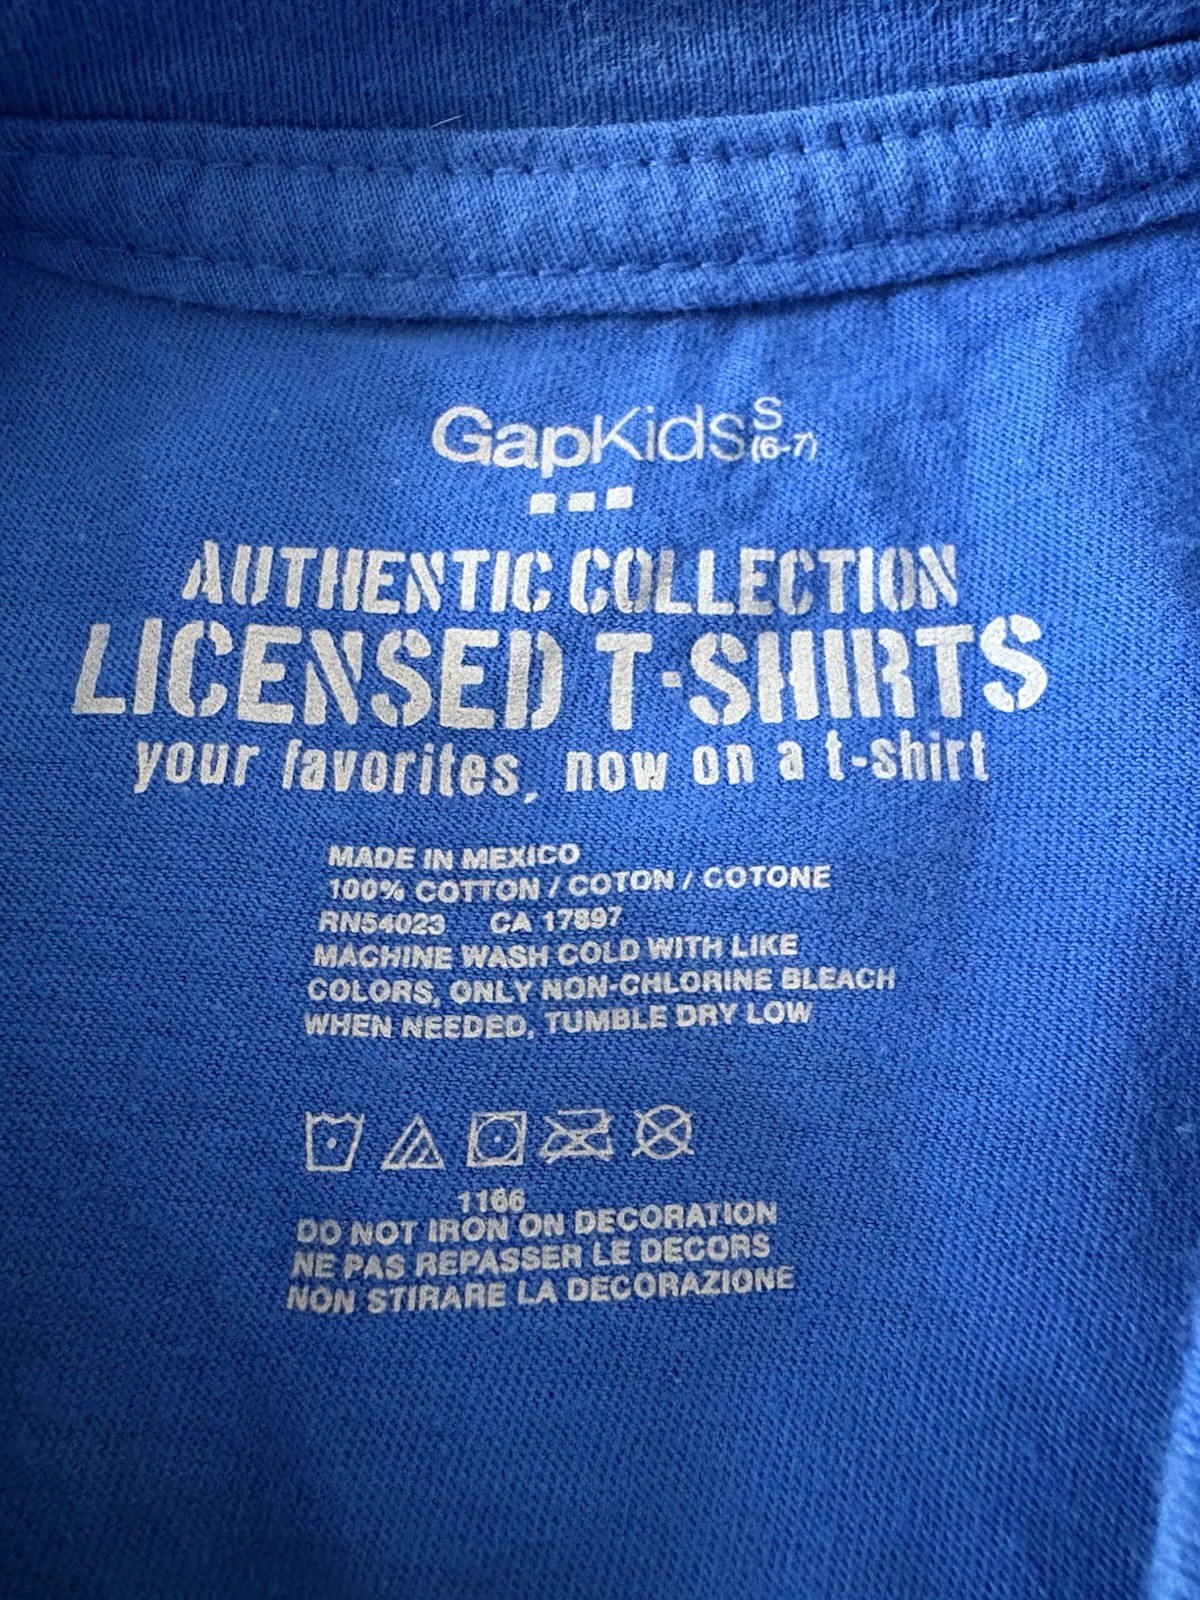 GapKids S (6-7)
AUTHENTIC COLLECTION
LICENSED T-SHIRTS
your favorites, now on a t-shirt
MADE IN MEXICO
100% COTTON / COTON / COTONE
RN54023 CA 17897
MACHINE WASH COLD WITH LIKE
COLORS, ONLY NON-CHLORINE BLEACH
WHEN NEEDED, TUMBLE DRY LOW
1166
DO NOT IRON ON DECORATION
NE PAS REPASSER LE DECORS
NON STIRARE LA DECORAZIONE